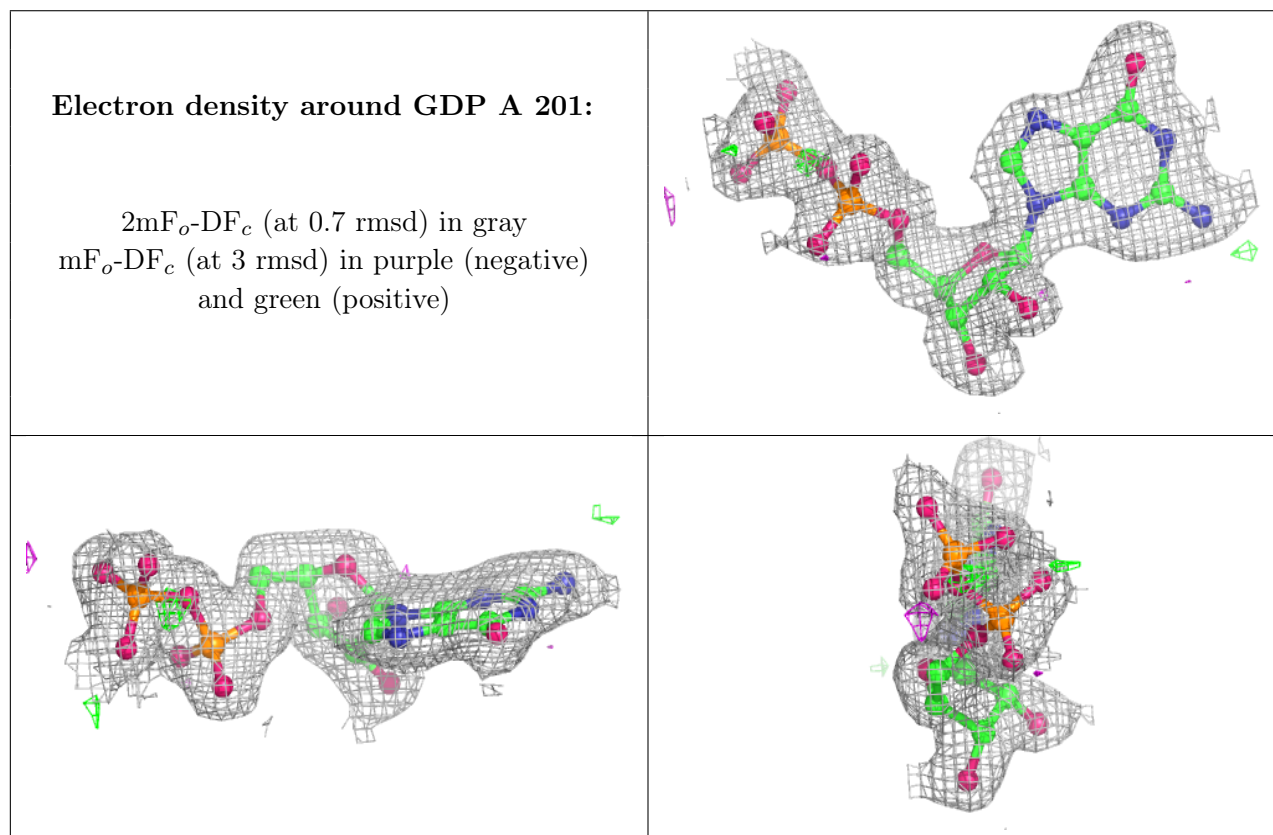 Electron density around GDP A 201:
2mFo-DFc (at 0.7 rmsd) in gray
mFo-DFc (at 3 rmsd) in purple (negative)
and green (positive)